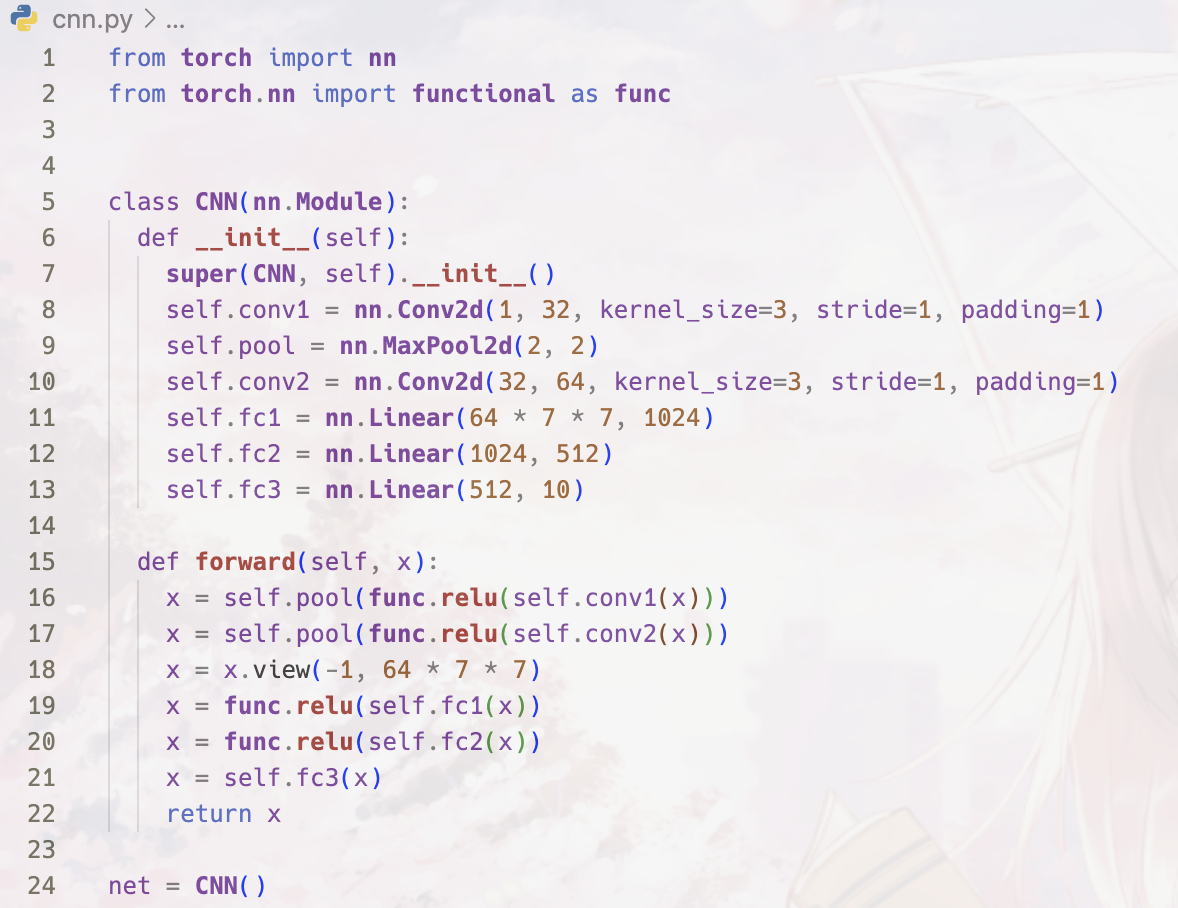 cnn.py > ...
1 from torch import nn
2 from torch.nn import functional as func
3
4
5 class CNN(nn.Module):
6   def __init__(self):
7     super(CNN, self).__init__()
8     self.conv1 = nn.Conv2d(1, 32, kernel_size=3, stride=1, padding=1)
9     self.pool = nn.MaxPool2d(2, 2)
10     self.conv2 = nn.Conv2d(32, 64, kernel_size=3, stride=1, padding=1)
11     self.fc1 = nn.Linear(64 * 7 * 7, 1024)
12     self.fc2 = nn.Linear(1024, 512)
13     self.fc3 = nn.Linear(512, 10)
14
15   def forward(self, x):
16     x = self.pool(func.relu(self.conv1(x)))
17     x = self.pool(func.relu(self.conv2(x)))
18     x = x.view(-1, 64 * 7 * 7)
19     x = func.relu(self.fc1(x))
20     x = func.relu(self.fc2(x))
21     x = self.fc3(x)
22     return x
23
24 net = CNN()